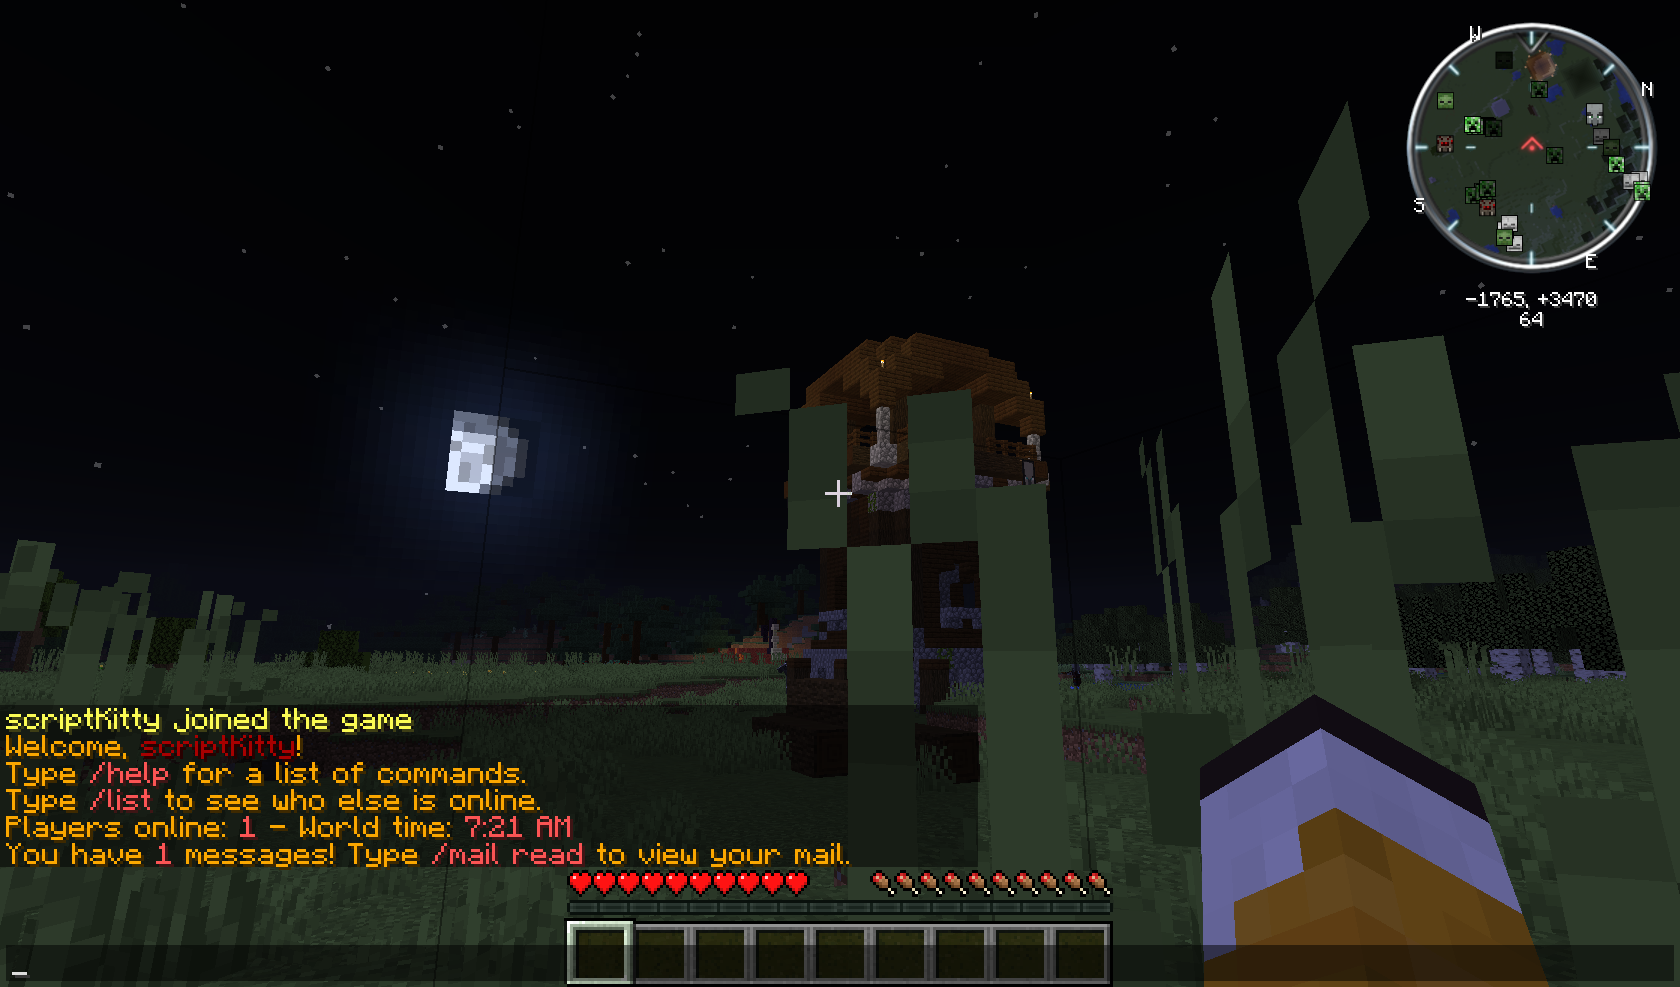 W
N
S
E
-1765, +3470
64
scriptKitty joined the game
Welcome, scriptKitty!
Type /help for a list of commands.
Type /list to see who else is online.
Players online: 1 - World time: 7:21 AM
You have 1 messages! Type /mail read to view your mail.
_